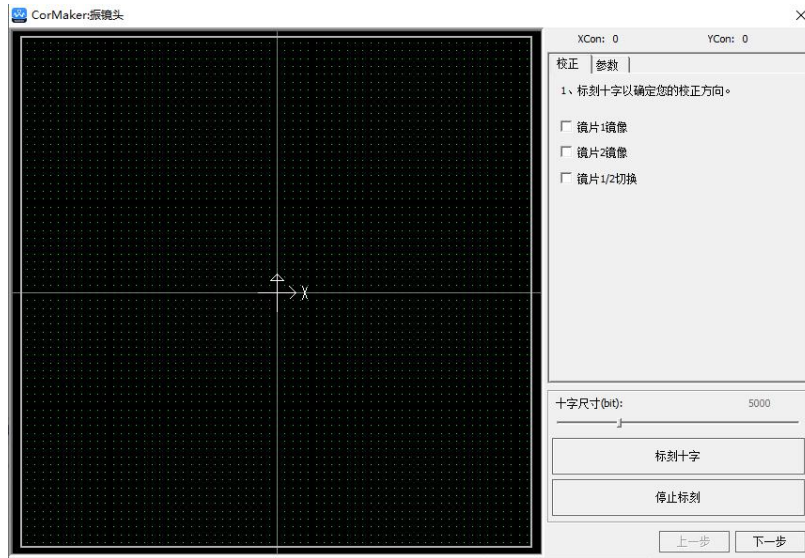 CorMaker:振镜头
XCon: 0 YCon: 0
校正 参数
1、标刻十字以确定您的校正方向。
镜片1镜像
镜片2镜像
镜片1/2切换
X
十字尺寸(bit): 5000
标刻十字
停止标刻
上一步 下一步